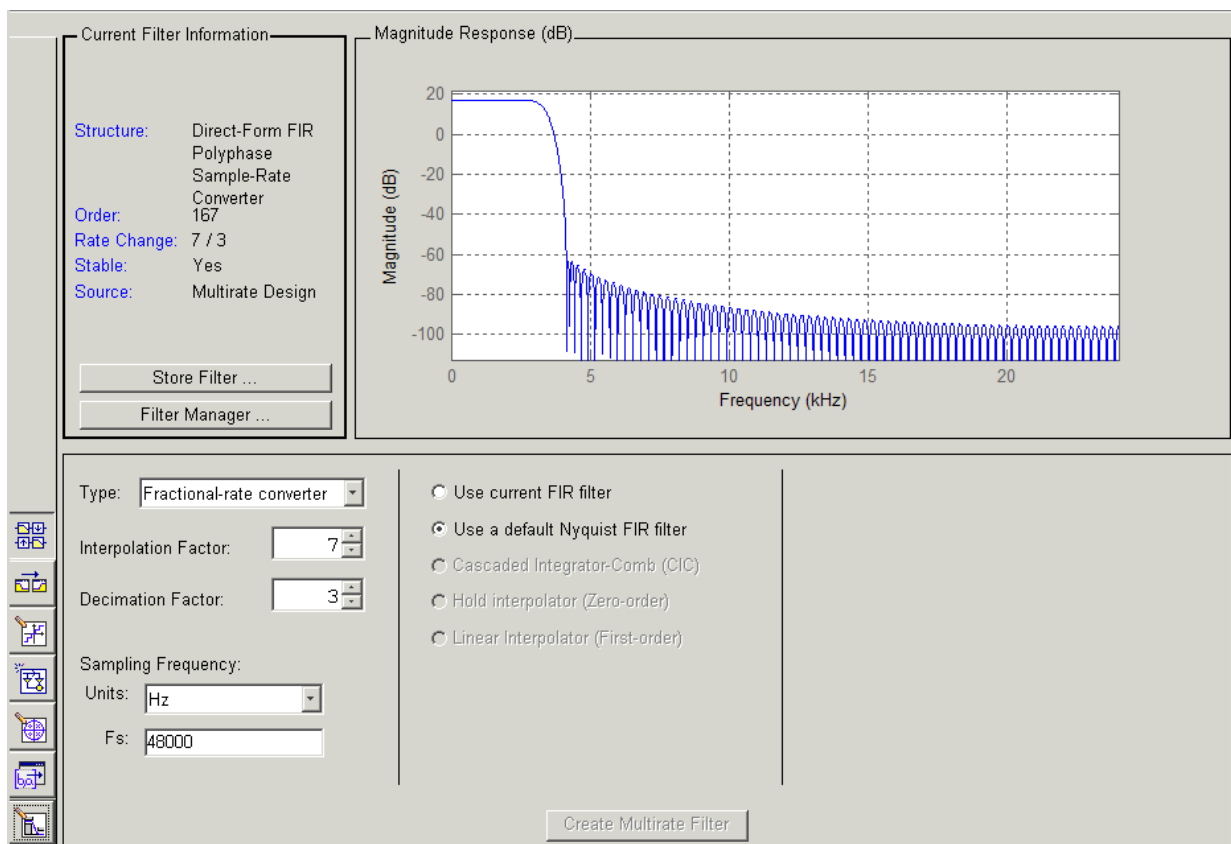 Current Filter Information
Structure: Direct-Form FIR
Polyphase
Sample-Rate
Converter
Order: 167
Rate Change: 7 / 3
Stable: Yes
Source: Multirate Design
Store Filter ...
Filter Manager ...
Magnitude Response (dB)
20
0
-20
-40
-60
-80
-100
Magnitude (dB)
0 5 10 15 20
Frequency (kHz)
Type: Fractional-rate converter
Interpolation Factor: 7
Decimation Factor: 3
Sampling Frequency:
Units: Hz
Fs: 48000
Use current FIR filter
Use a default Nyquist FIR filter
Cascaded Integrator-Comb (CIC)
Hold interpolator (Zero-order)
Linear Interpolator (First-order)
Create Multirate Filter
[b,a]